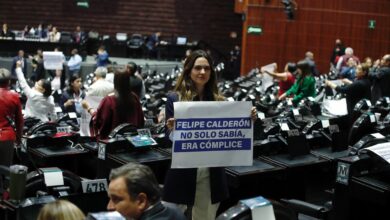 FELIPE CALDERÓN
NO SOLO SABÍA,
ERA CÓMPLICE